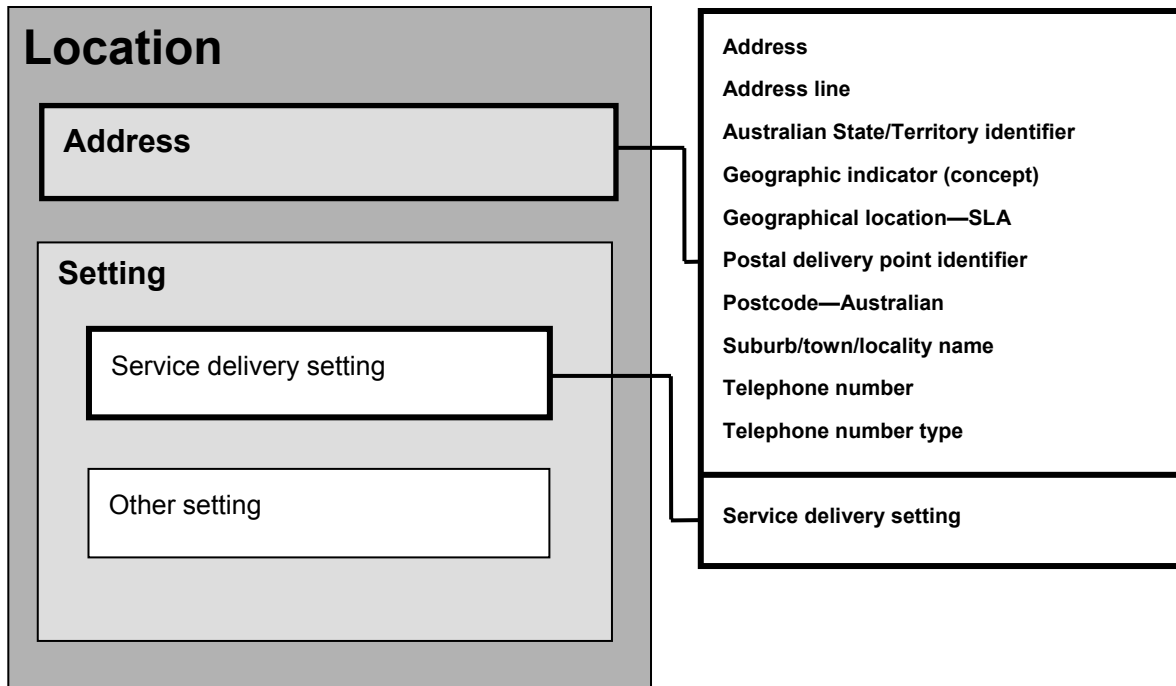 Location
Address
Setting
Service delivery setting
Other setting
Address
Address line
Australian State/Territory identifier
Geographic indicator (concept)
Geographical location—SLA
Postal delivery point identifier
Postcode—Australian
Suburb/town/locality name
Telephone number
Telephone number type
Service delivery setting